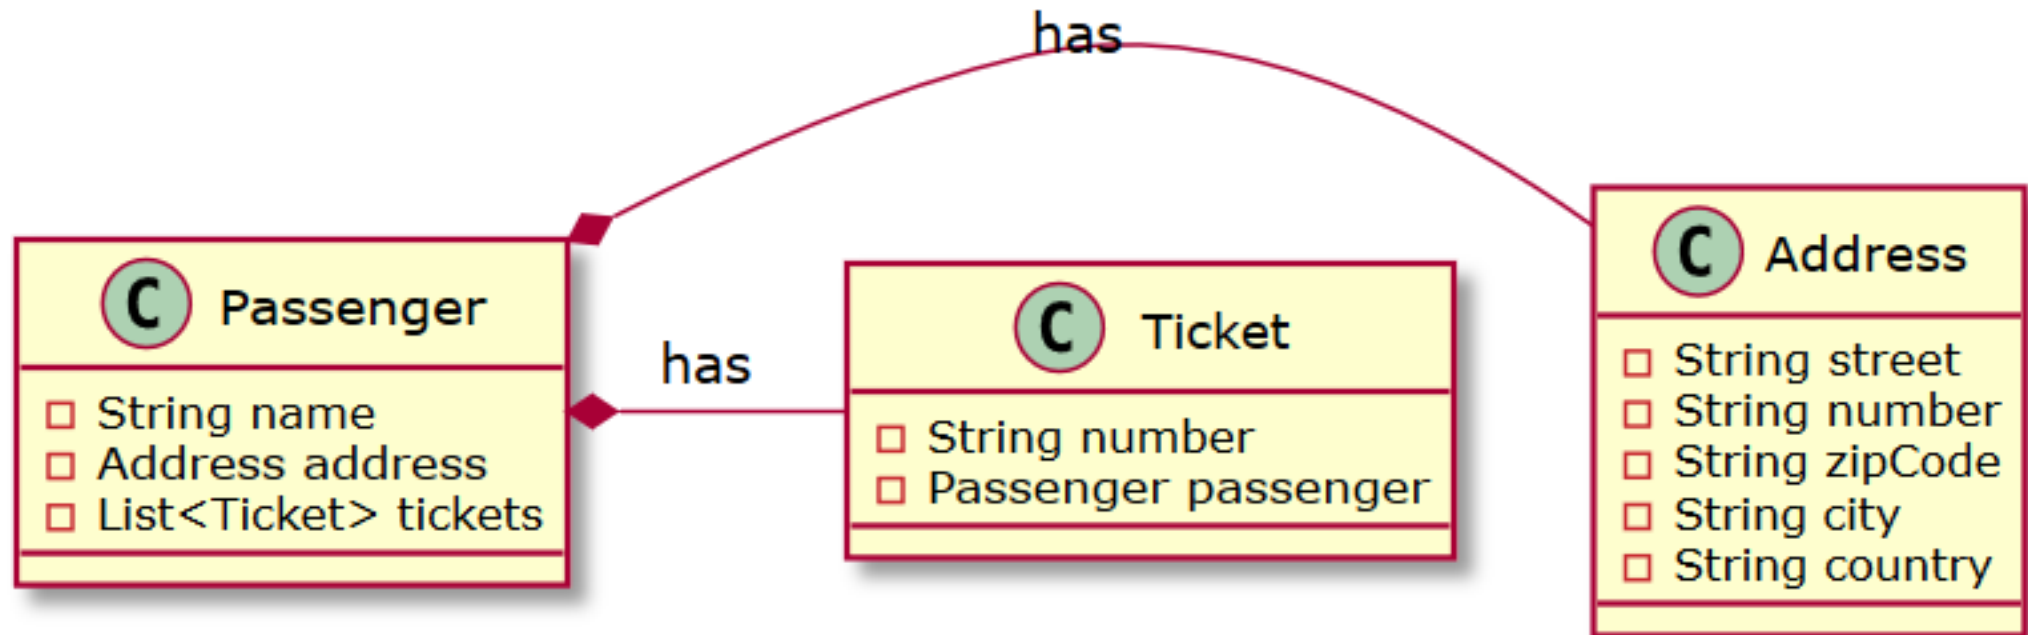 has
C Passenger
String name
Address address
List<Ticket> tickets
has
C Ticket
String number
Passenger passenger
C Address
String street
String number
String zipCode
String city
String country